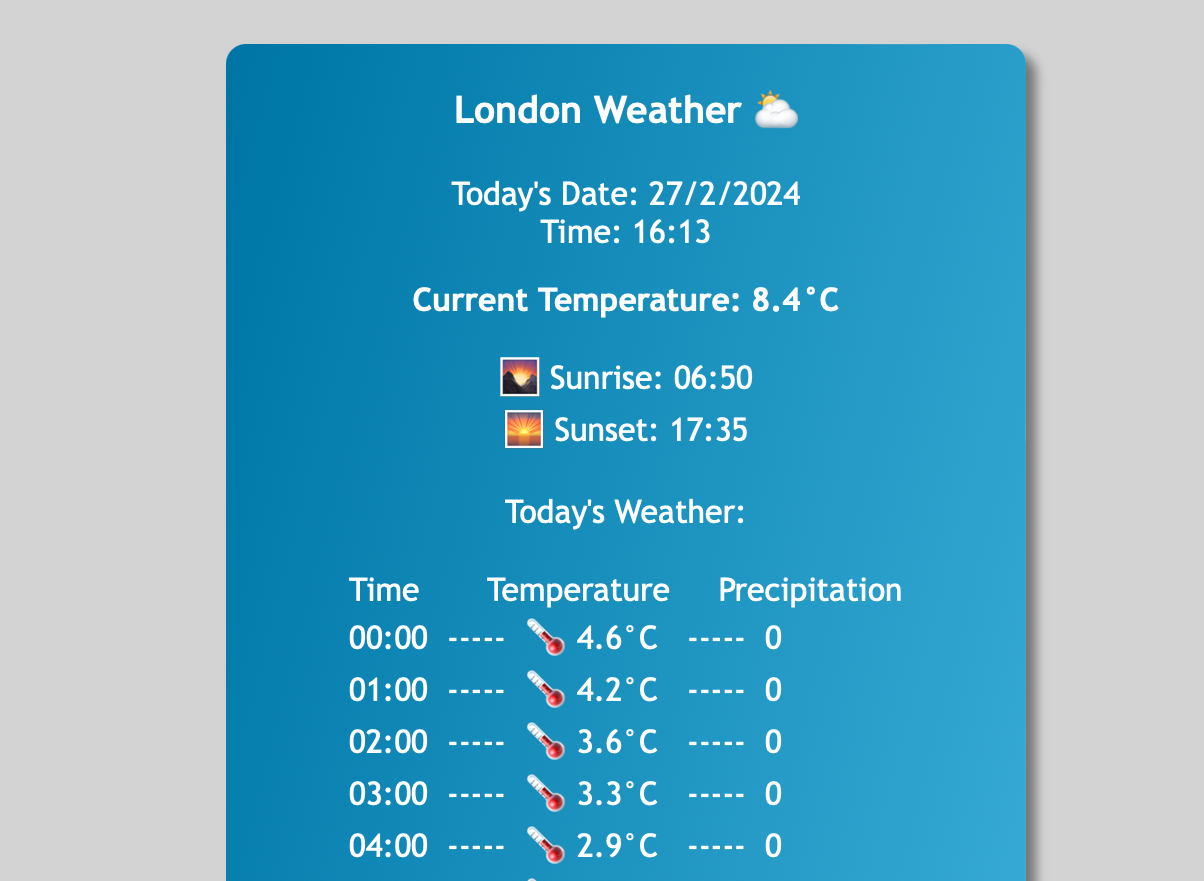 London Weather
Today's Date: 27/2/2024
Time: 16:13
Current Temperature: 8.4°C
Sunrise: 06:50
Sunset: 17:35
Today's Weather:
Time Temperature Precipitation
00:00 ----- 4.6°C ----- 0
01:00 ----- 4.2°C ----- 0
02:00 ----- 3.6°C ----- 0
03:00 ----- 3.3°C ----- 0
04:00 ----- 2.9°C ----- 0